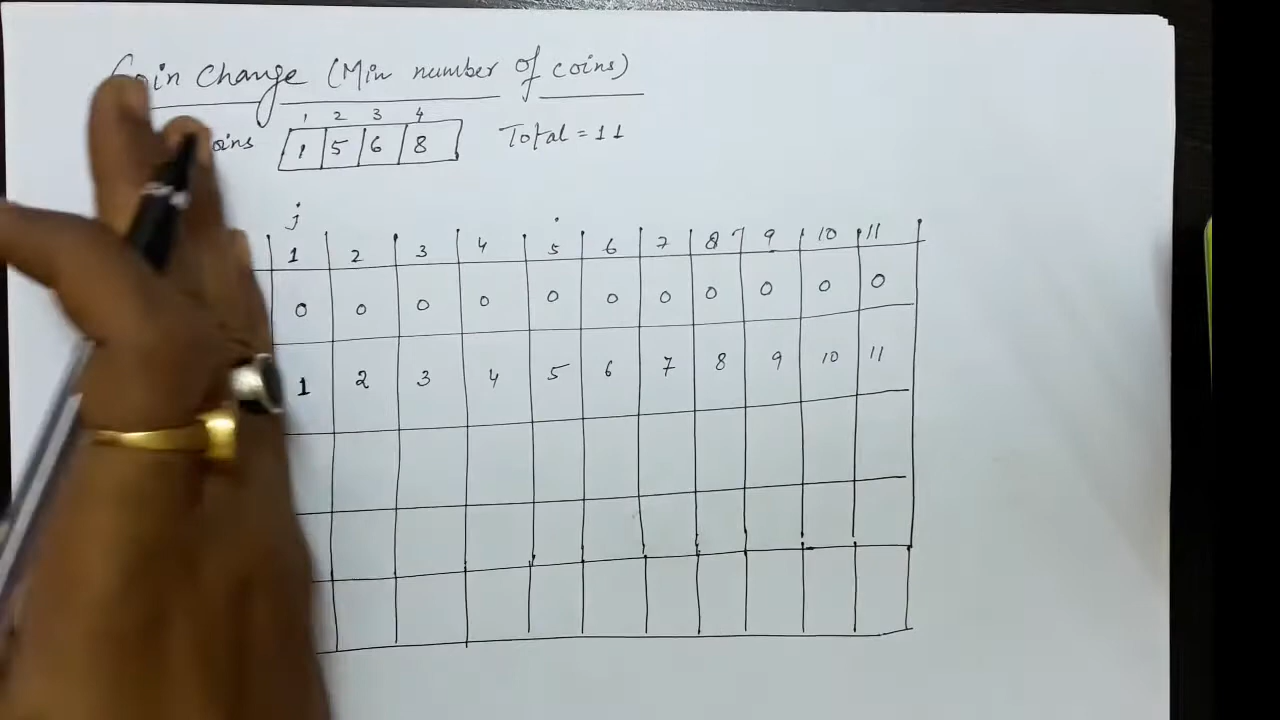 Coin Change (Min number of coins)
1 2 3 4
oins 1 5 6 8 Total = 11
j
1 2 3 4 5 6 7 8 9 10 11
0 0 0 0 0 0 0 0 0 0 0
1 2 3 4 5 6 7 8 9 10 11